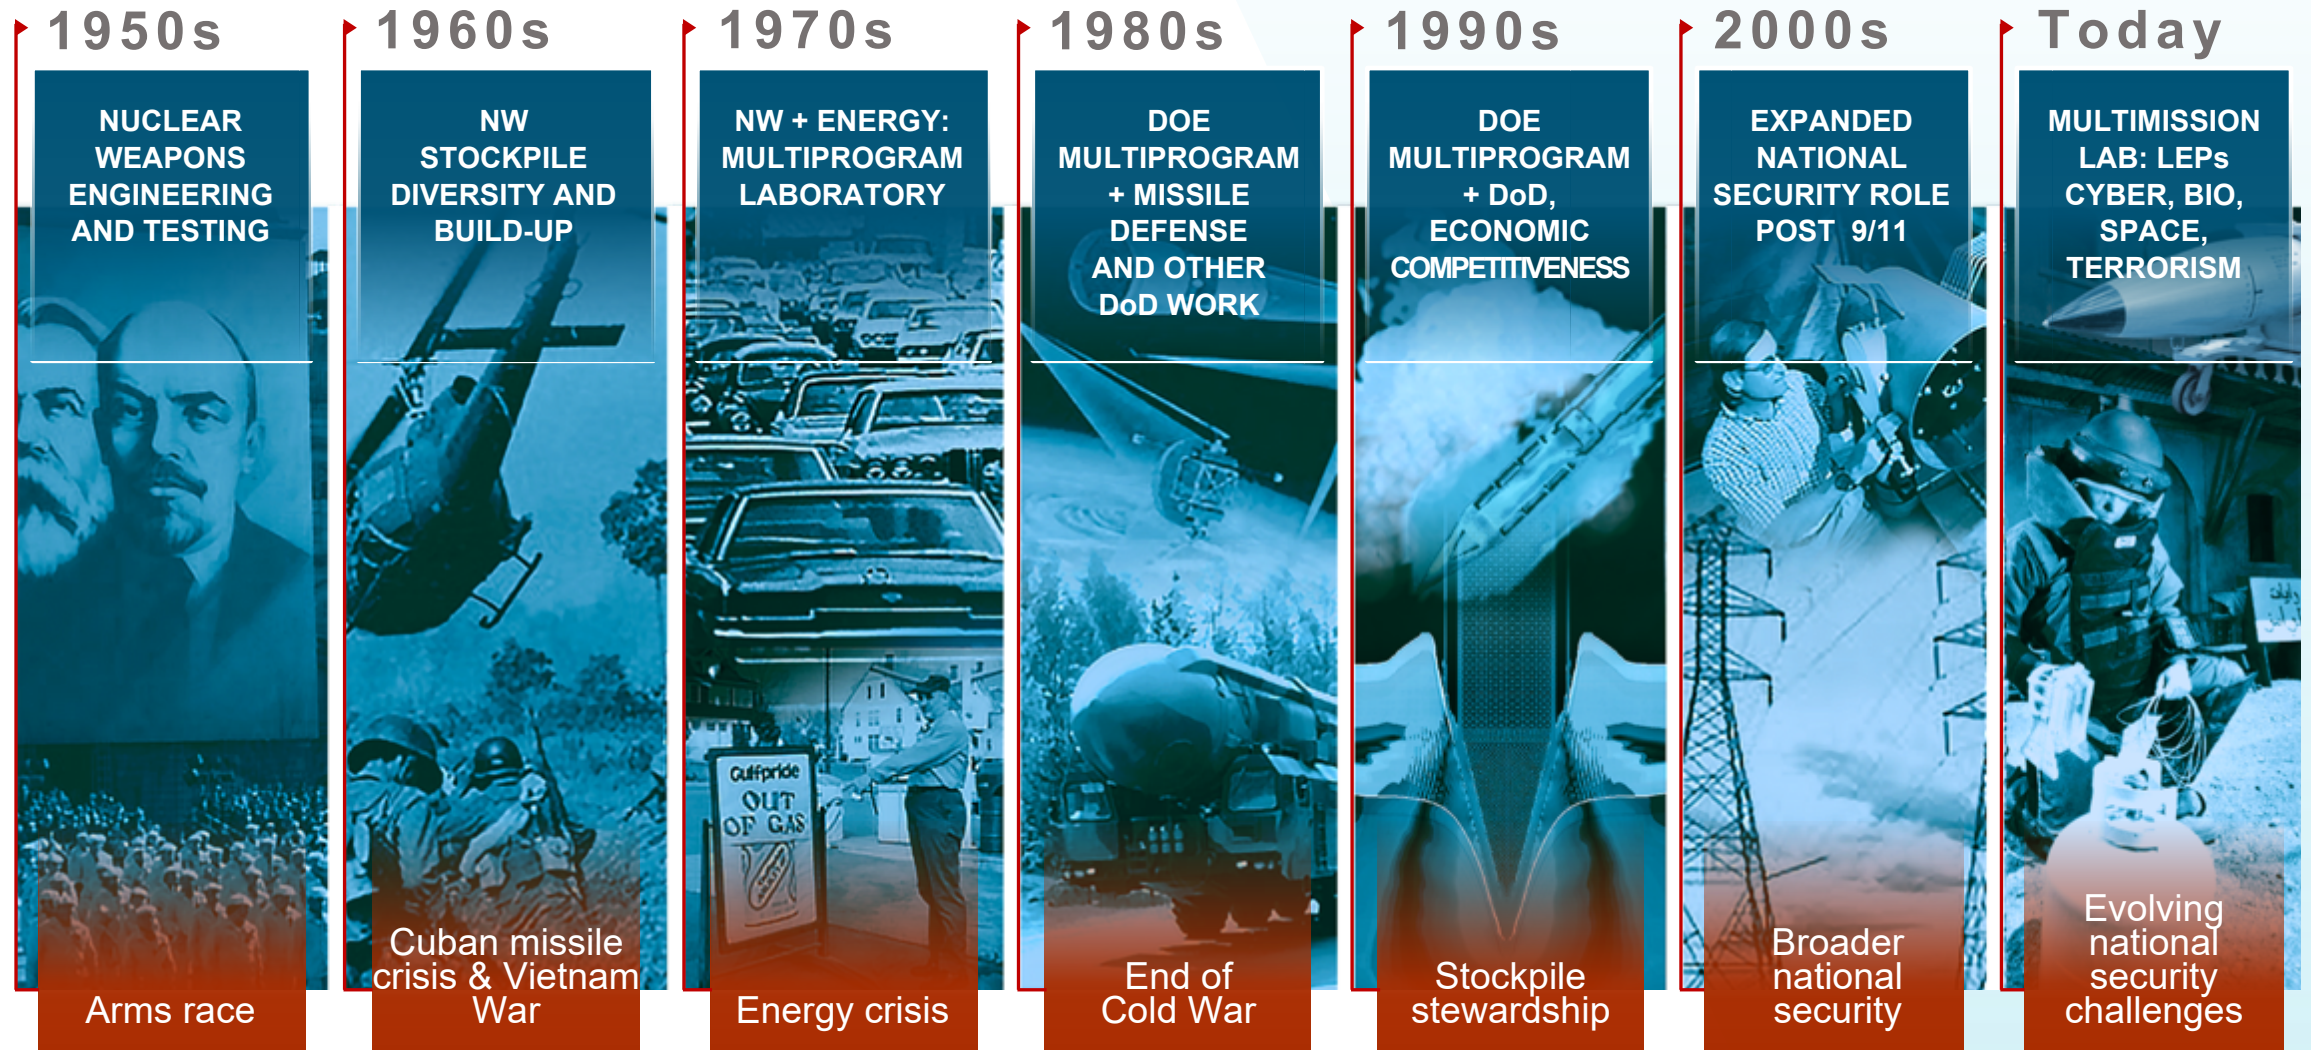 1950s
NUCLEAR
WEAPONS
ENGINEERING
AND TESTING
Arms race
1960s
NW
STOCKPILE
DIVERSITY AND
BUILD-UP
Cuban missile
crisis & Vietnam
War
1970s
NW + ENERGY:
MULTIPROGRAM
LABORATORY
Gulfpride
OUT
OF GAS
Energy crisis
1980s
DOE
MULTIPROGRAM
+ MISSILE
DEFENSE
AND OTHER
DoD WORK
End of
Cold War
1990s
DOE
MULTIPROGRAM
+ DoD,
ECONOMIC
COMPETITIVENESS
Stockpile
stewardship
2000s
EXPANDED
NATIONAL
SECURITY ROLE
POST 9/11
Broader
national
security
Today
MULTIMISSION
LAB: LEPs
CYBER, BIO,
SPACE,
TERRORISM
Evolving
national
security
challenges